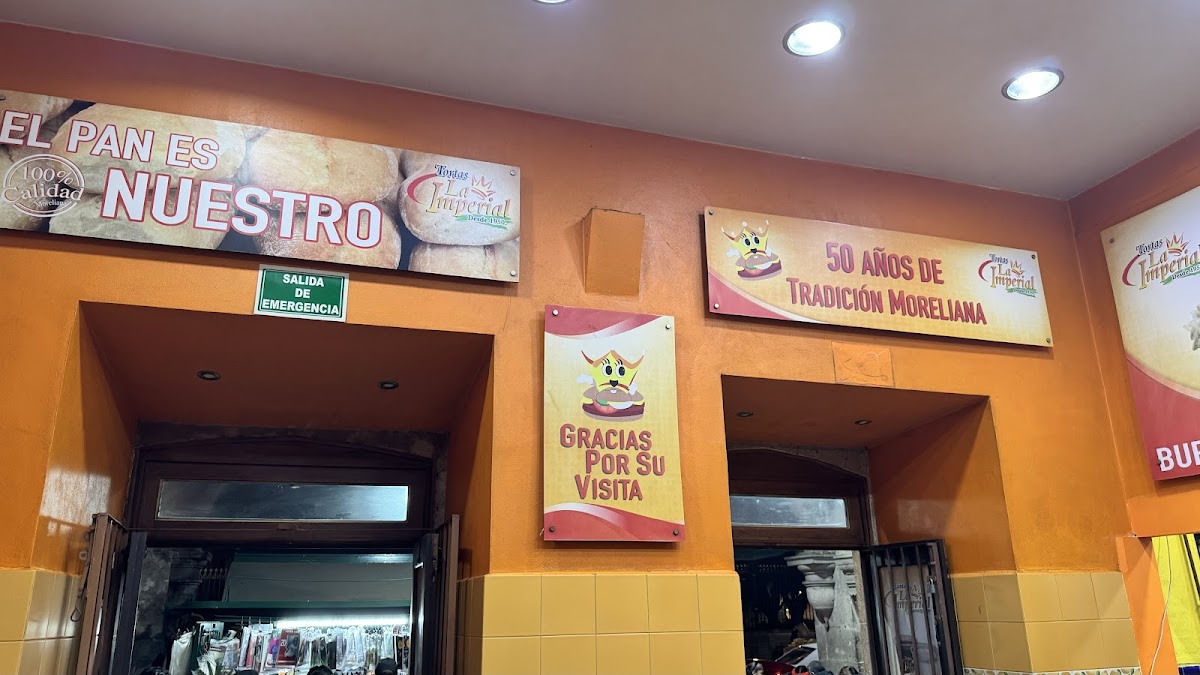 EL PAN ES
NUESTRO
100%
Calidad
Moreliana
Tortas
La
Imperial
SALIDA
DE
EMERGENCIA
GRACIAS
POR SU
VISITA
50 AÑOS DE
TRADICIÓN MORELIANA
Tortas
La
Imperial
Tortas
La
Imperial
BUR